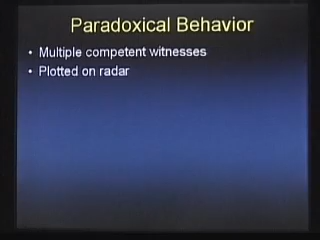 Paradoxical Behavior
• Multiple competent witnesses
• Plotted on radar